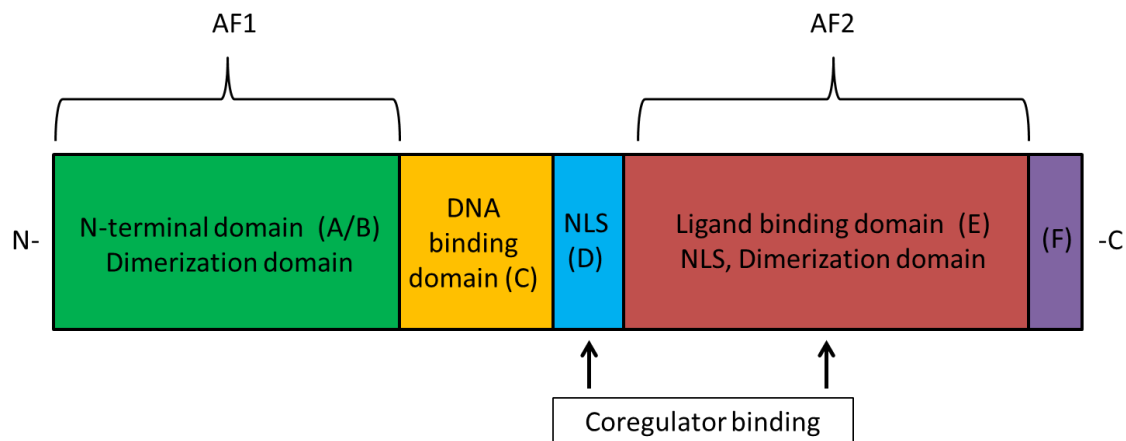 AF1
AF2
N-
N-terminal domain (A/B)
Dimerization domain
DNA
binding
domain (C)
NLS
(D)
Ligand binding domain (E)
NLS, Dimerization domain
(F)
-C
Coregulator binding